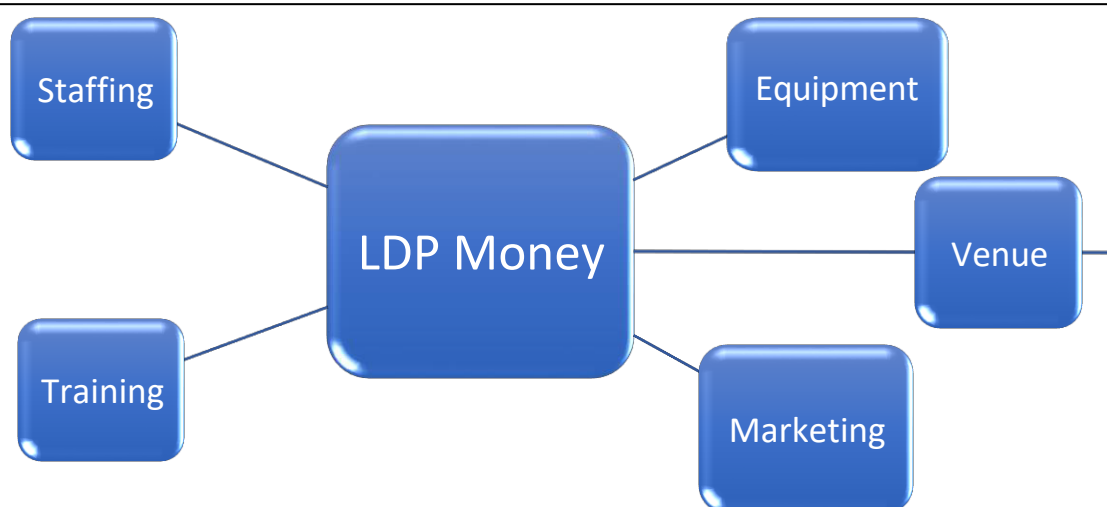 Staffing
Equipment
LDP Money
Venue
Training
Marketing